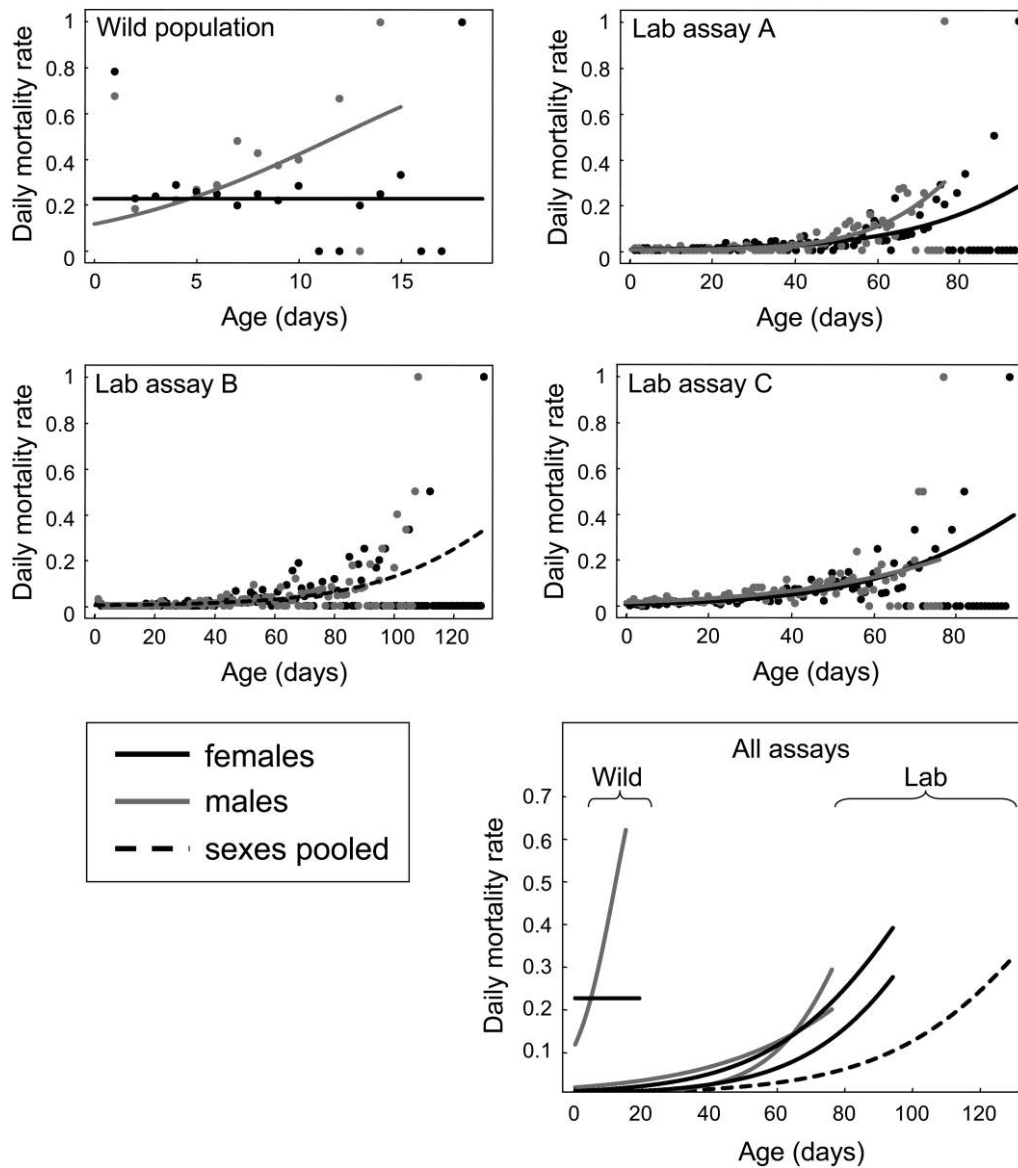 Wild population
Daily mortality rate
1
0.8
0.6
0.4
0.2
0
0 5 10 15
Age (days)
Lab assay A
Daily mortality rate
1
0.8
0.6
0.4
0.2
0
0 20 40 60 80
Age (days)
Lab assay B
Daily mortality rate
1
0.8
0.6
0.4
0.2
0
0 20 40 60 80 100 120
Age (days)
Lab assay C
Daily mortality rate
1
0.8
0.6
0.4
0.2
0
0 20 40 60 80
Age (days)
females
males
sexes pooled
All assays
Wild Lab
Daily mortality rate
0.7
0.6
0.5
0.4
0.3
0.2
0.1
0 20 40 60 80 100 120
Age (days)